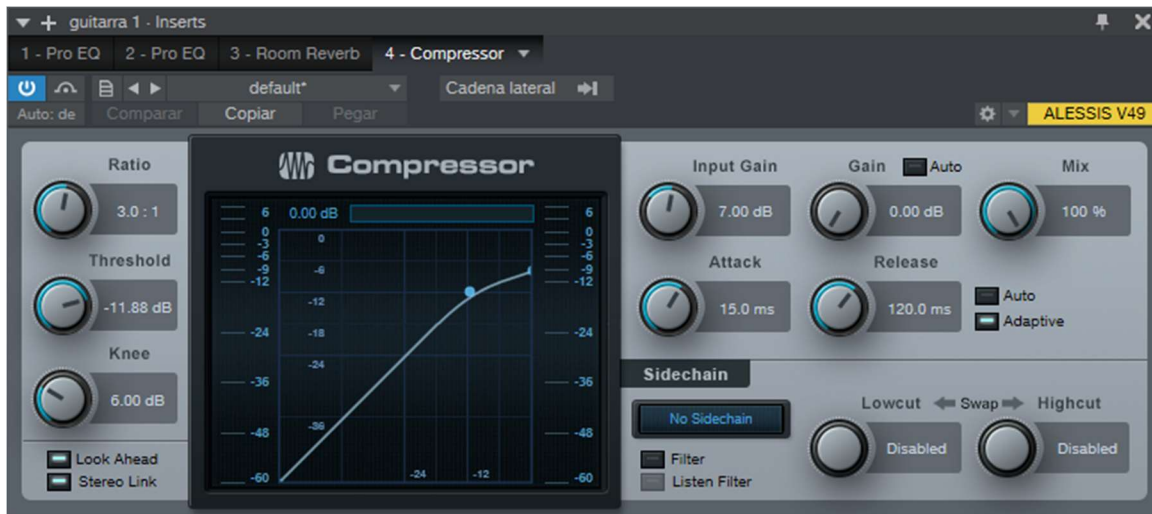 guitarra 1 - Inserts
1 - Pro EQ 2 - Pro EQ 3 - Room Reverb 4 - Compressor
default* Cadena lateral
Auto: de Comparar Copiar Pegar ALESSIS V49
Compressor
Ratio
3.0 : 1
Threshold
-11.88 dB
Knee
6.00 dB
Look Ahead
Stereo Link
6 0.00 dB 6
0 0 0
-3 -3
-6 -6 -6
-9 -9
-12 -12 -12
-24 -18 -24
-24
-36 -36
-36
-48 -48
-60 -24 -12 -60
Input Gain Gain Auto Mix
7.00 dB 0.00 dB 100 %
Attack Release
15.0 ms 120.0 ms Auto
Adaptive
Sidechain
No Sidechain
Filter
Listen Filter
Lowcut Swap Highcut
Disabled Disabled